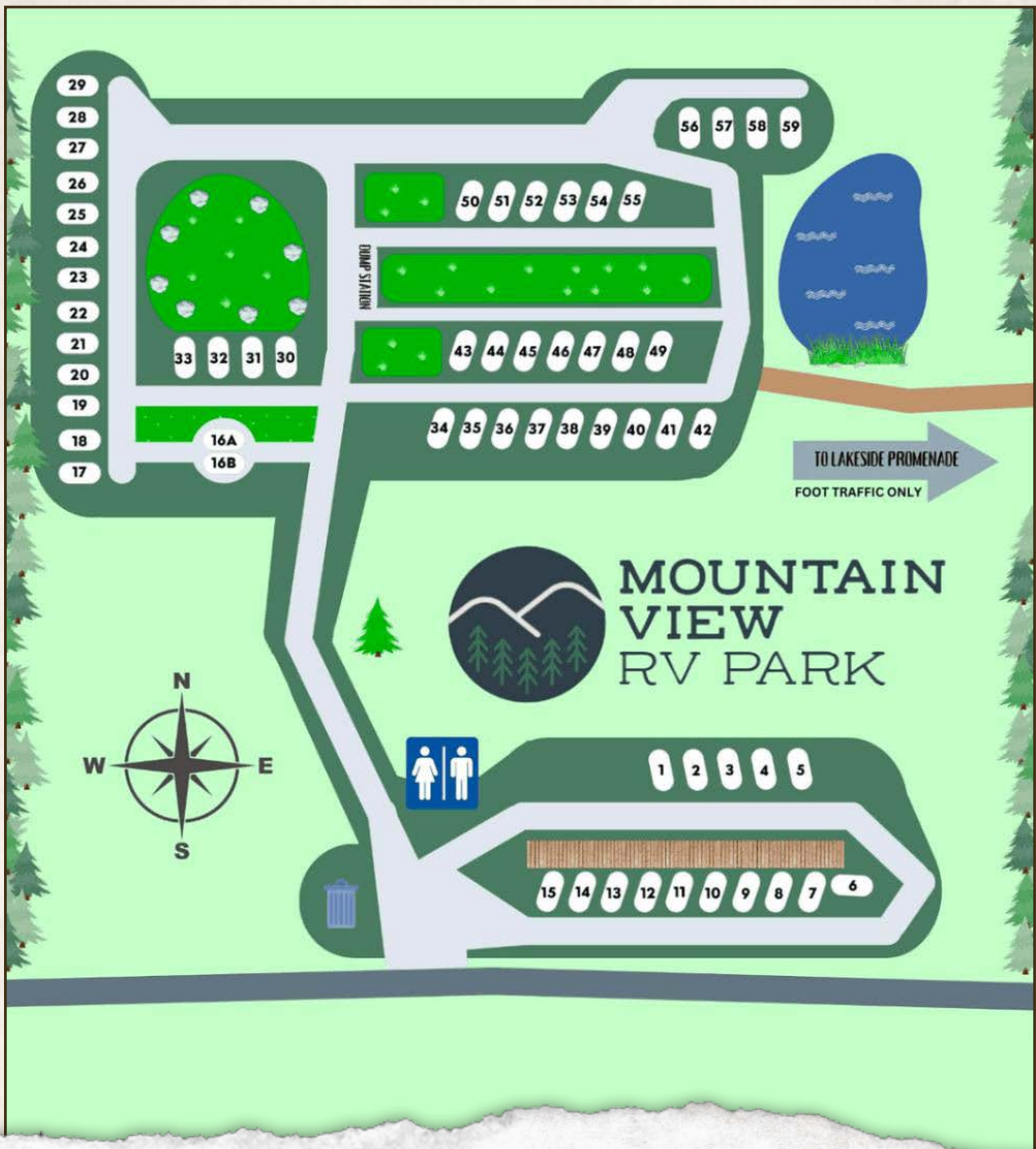 29
28
27
26
25
24
23
22
21
20
19
18
17
56 57 58 59
50 51 52 53 54 55
DUMP STATION
33 32 31 30
43 44 45 46 47 48 49
16A
16B
34 35 36 37 38 39 40 41 42
TO LAKESIDE PROMENADE
FOOT TRAFFIC ONLY
MOUNTAIN
VIEW
RV PARK
N
W E
S
1 2 3 4 5
15 14 13 12 11 10 9 8 7 6